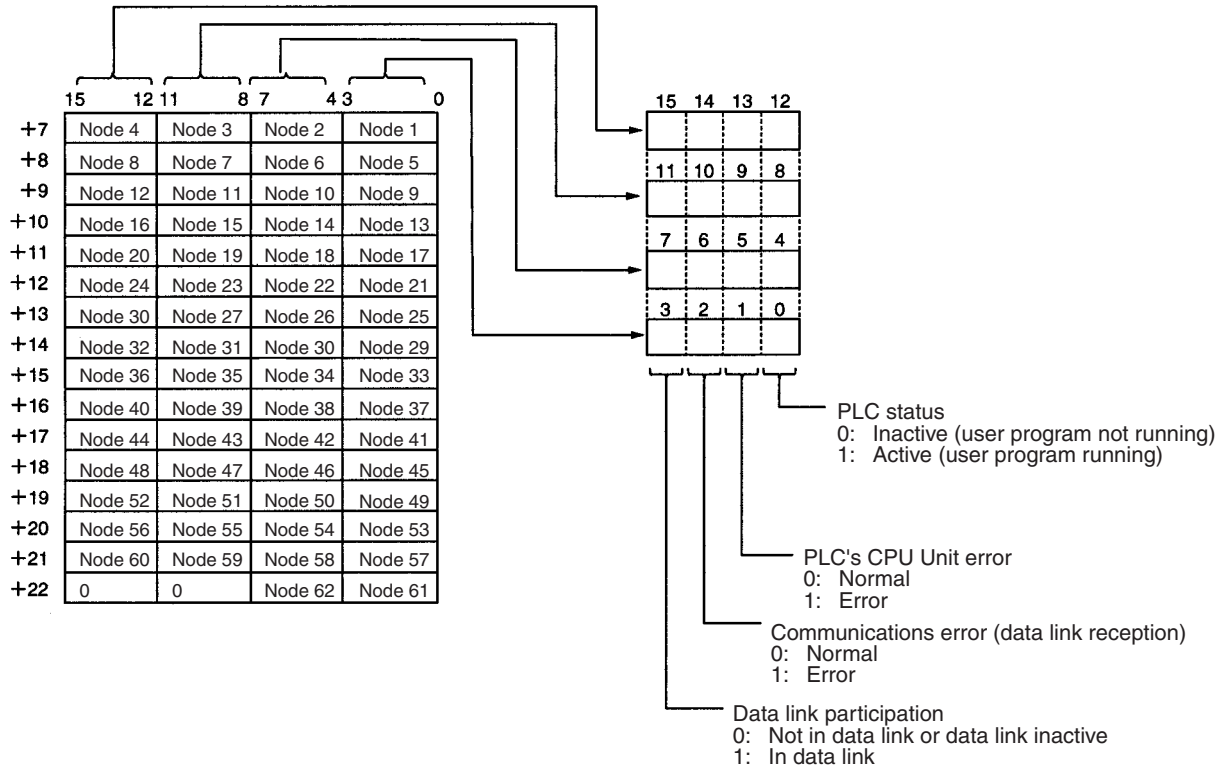 15 12 11 8 7 4 3 0
+7 Node 4 Node 3 Node 2 Node 1
+8 Node 8 Node 7 Node 6 Node 5
+9 Node 12 Node 11 Node 10 Node 9
+10 Node 16 Node 15 Node 14 Node 13
+11 Node 20 Node 19 Node 18 Node 17
+12 Node 24 Node 23 Node 22 Node 21
+13 Node 30 Node 27 Node 26 Node 25
+14 Node 32 Node 31 Node 30 Node 29
+15 Node 36 Node 35 Node 34 Node 33
+16 Node 40 Node 39 Node 38 Node 37
+17 Node 44 Node 43 Node 42 Node 41
+18 Node 48 Node 47 Node 46 Node 45
+19 Node 52 Node 51 Node 50 Node 49
+20 Node 56 Node 55 Node 54 Node 53
+21 Node 60 Node 59 Node 58 Node 57
+22 0 0 Node 62 Node 61
15 14 13 12
11 10 9 8
7 6 5 4
3 2 1 0
PLC status
0: Inactive (user program not running)
1: Active (user program running)
PLC's CPU Unit error
0: Normal
1: Error
Communications error (data link reception)
0: Normal
1: Error
Data link participation
0: Not in data link or data link inactive
1: In data link